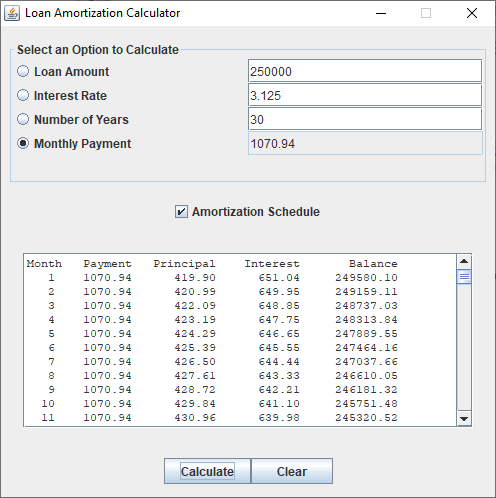 Loan Amortization Calculator
Select an Option to Calculate
Loan Amount 250000
Interest Rate 3.125
Number of Years 30
Monthly Payment 1070.94
Amortization Schedule
Month Payment Principal Interest Balance
1 1070.94 419.90 651.04 249580.10
2 1070.94 420.99 649.95 249159.11
3 1070.94 422.09 648.85 248737.03
4 1070.94 423.19 647.75 248313.84
5 1070.94 424.29 646.65 247889.55
6 1070.94 425.39 645.55 247464.16
7 1070.94 426.50 644.44 247037.66
8 1070.94 427.61 643.33 246610.05
9 1070.94 428.72 642.21 246181.32
10 1070.94 429.84 641.10 245751.48
11 1070.94 430.96 639.98 245320.52
Calculate Clear